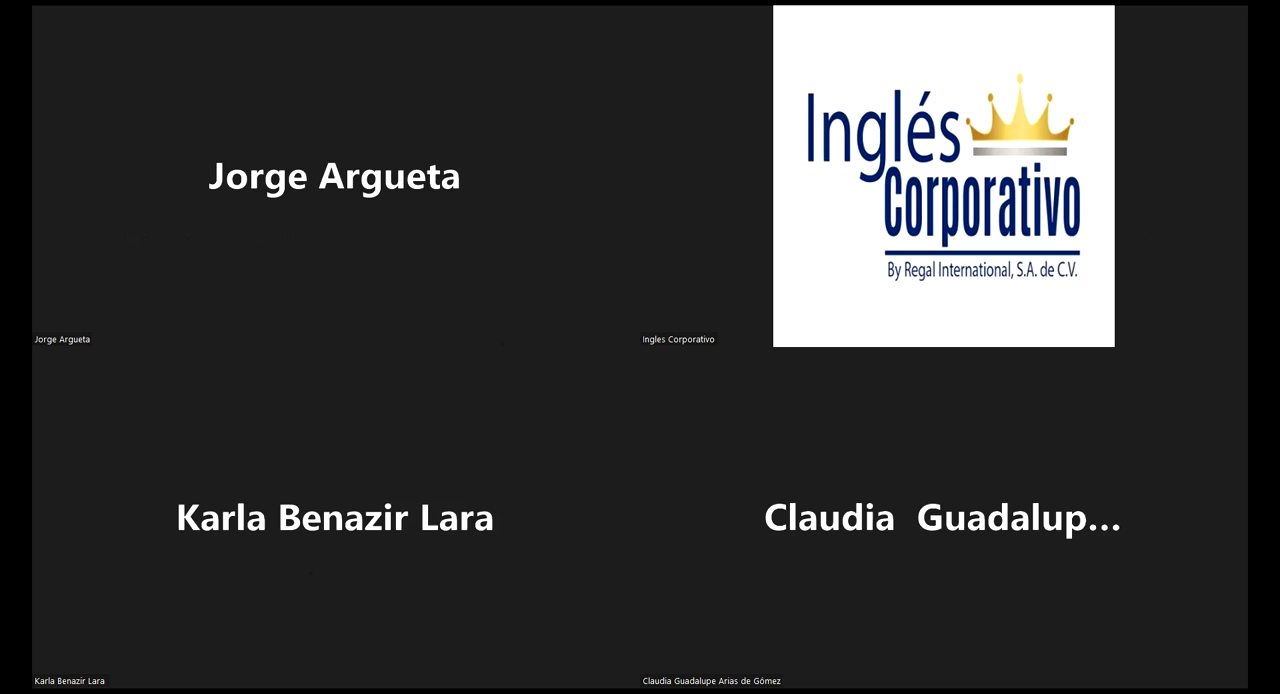 Jorge Argueta
Jorge Argueta
Inglés
Corporativo
By Regal International, S.A. de C.V.
Ingles Corporativo
Karla Benazir Lara
Karla Benazir Lara
Claudia  Guadalup...
Claudia Guadalupe Arias de Gómez